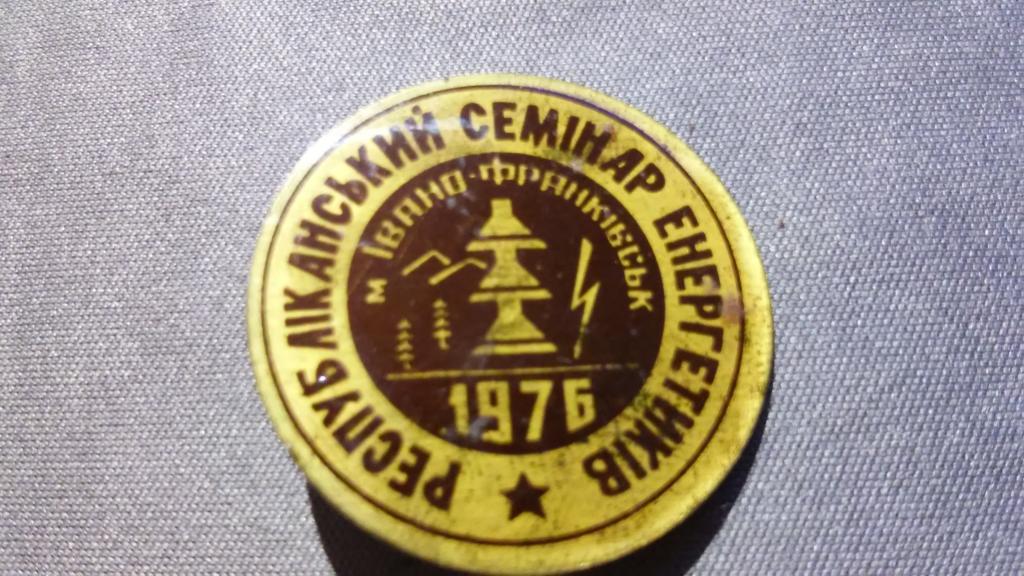 РЕСПУБЛІКАНСЬКИЙ СЕМІНАР ЕНЕРГЕТИКІВ
м ІВАНО-ФРАНКІВСЬК
1976